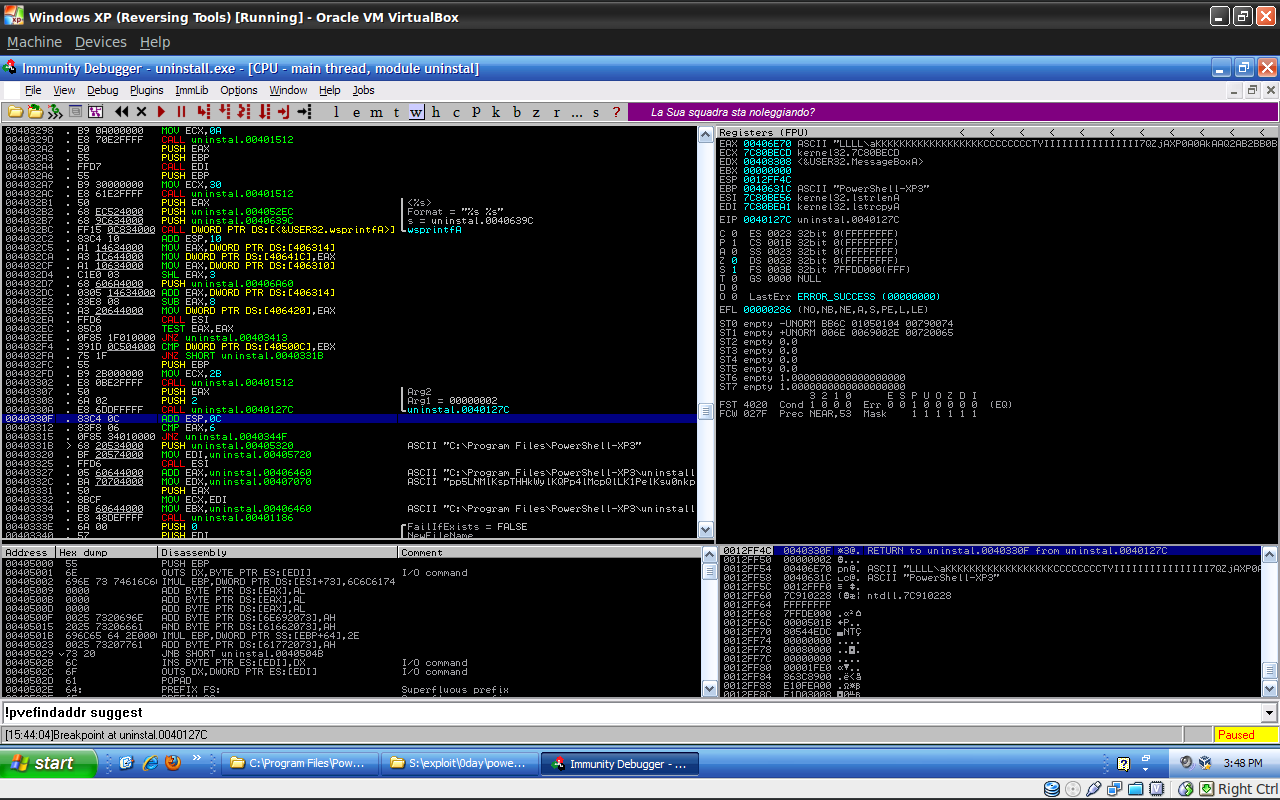 Windows XP (Reversing Tools) [Running] - Oracle VM VirtualBox
Machine Devices Help
Immunity Debugger - uninstall.exe - [CPU - main thread, module uninstal]
File View Debug Plugins ImmLib Options Window Help Jobs
l e m t w h c P k b z r ... s ? La Sua squadra sta noleggiando?
00403298 . B9 0A000000 MOV ECX,0A
0040329D . E8 70E2FFFF CALL uninstal.00401512
004032A2 . 50 PUSH EAX
004032A3 . 55 PUSH EBP
004032A4 . FFD7 CALL EDI
004032A6 . 55 PUSH EBP
004032A7 . B9 30000000 MOV ECX,30
004032AC . E8 61E2FFFF CALL uninstal.00401512
004032B1 . 50 PUSH EAX <%s>
004032B2 . 68 EC524000 PUSH uninstal.004052EC Format = "%s %s"
004032B7 . 68 9C634000 PUSH uninstal.0040639C s = uninstal.0040639C
004032BC . FF15 0C834000 CALL DWORD PTR DS:[<&USER32.wsprintfA>] wsprintfA
004032C2 . 83C4 10 ADD ESP,10
004032C5 . A1 14634000 MOV EAX,DWORD PTR DS:[406314]
004032CA . A3 1C644000 MOV DWORD PTR DS:[40641C],EAX
004032CF . A1 10634000 MOV EAX,DWORD PTR DS:[406310]
004032D4 . C1E0 03 SHL EAX,3
004032D7 . 68 606A4000 PUSH uninstal.00406A60
004032DC . 0305 14634000 ADD EAX,DWORD PTR DS:[406314]
004032E2 . 83E8 08 SUB EAX,8
004032E5 . A3 20644000 MOV DWORD PTR DS:[406420],EAX
004032EA . FFD6 CALL ESI
004032EC . 85C0 TEST EAX,EAX
004032EE . 0F85 1F010000 JNZ uninstal.00403413
004032F4 . 391D 0C504000 CMP DWORD PTR DS:[40500C],EBX
004032FA . 75 1F JNZ SHORT uninstal.0040331B
004032FC . 55 PUSH EBP
004032FD . B9 2B000000 MOV ECX,2B
00403302 . E8 0BE2FFFF CALL uninstal.00401512
00403307 . 50 PUSH EAX Arg2
00403308 . 6A 02 PUSH 2 Arg1 = 00000002
0040330A . E8 6DDFFFFF CALL uninstal.0040127C uninstal.0040127C
0040330F . 83C4 0C ADD ESP,0C
00403312 . 83F8 06 CMP EAX,6
00403315 . 0F85 34010000 JNZ uninstal.0040344F
0040331B > 68 20534000 PUSH uninstal.00405320 ASCII "C:\Program Files\PowerShell-XP3"
00403320 . BF 20574000 MOV EDI,uninstal.00405720
00403325 . FFD6 CALL ESI
00403327 . 05 60644000 ADD EAX,uninstal.00406460 ASCII "C:\Program Files\PowerShell-XP3\uninstall
0040332C . BA 70704000 MOV EDX,uninstal.00407070
00403331 . 50 PUSH EAX
00403332 . 8BCF MOV ECX,EDI
00403334 . BB 60644000 MOV EBX,uninstal.00406460 ASCII "C:\Program Files\PowerShell-XP3\uninstall
00403339 . E8 48DEFFFF CALL uninstal.00401186
0040333E . 6A 00 PUSH 0 FailIfExists = FALSE
00403340 . 57 PUSH EDI NewFileName
Registers (FPU) < < < < < < < < < <
EAX 00406E70 ASCII
ECX 7C80BECD kernel32.7C80BECD
EDX 00408308 <&USER32.MessageBoxA>
EBX 00000000
ESP 0012FF4C
EBP 0040631C ASCII "PowerShell-XP3"
ESI 7C80BE56 kernel32.lstrlenA
EDI 7C80BEA1 kernel32.lstrcpyA
EIP 0040127C uninstal.0040127C
C 0 ES 0023 32bit 0(FFFFFFFF)
P 1 CS 001B 32bit 0(FFFFFFFF)
A 0 SS 0023 32bit 0(FFFFFFFF)
Z 0 DS 0023 32bit 0(FFFFFFFF)
S 1 FS 003B 32bit 7FFDD000(FFF)
T 0 GS 0000 NULL
D 0
O 0 LastErr ERROR_SUCCESS (00000000)
EFL 00000286 (NO,NB,NE,A,S,PE,L,LE)
ST0 empty -UNORM BB6C 01050104 00790074
ST1 empty +UNORM 006E 0069002E 00720065
ST2 empty 0.0
ST3 empty 0.0
ST4 empty 0.0
ST5 empty 0.0
ST6 empty 1.0000000000000000000
ST7 empty 1.0000000000000000000
3 2 1 0 E S P U O Z D I
FST 4020 Cond 1 0 0 0 Err 0 0 1 0 0 0 0 0 (EQ)
FCW 027F Prec NEAR,53 Mask 1 1 1 1 1 1
Address Hex dump Disassembly Comment
00405000 55 PUSH EBP
00405001 6E OUTS DX,BYTE PTR ES:[EDI] I/O command
00405002 696E 73 74616C6C IMUL EBP,DWORD PTR DS:[ESI+73],6C6C6174
00405009 0000 ADD BYTE PTR DS:[EAX],AL
0040500B 0000 ADD BYTE PTR DS:[EAX],AL
0040500D 0000 ADD BYTE PTR DS:[EAX],AL
0040500F 0025 7320696E ADD BYTE PTR DS:[6E692073],AH
00405015 2025 73206661 AND BYTE PTR DS:[61662073],AH
0040501B 696C65 64 2E000 IMUL EBP,DWORD PTR SS:[EBP+64],2E
00405023 0025 73207761 ADD BYTE PTR DS:[61772073],AH
00405029 73 20 JNB SHORT uninstal.0040504B
0040502B 6C INS BYTE PTR ES:[EDI],DX I/O command
0040502C 6F OUTS DX,DWORD PTR ES:[EDI] I/O command
0040502D 61 POPAD
0040502E 64: PREFIX FS: Superfluous prefix
0012FF4C 0040330F RETURN to uninstal.0040330F from uninstal.0040127C
0012FF50 00000002
0012FF54 00406E70 ASCII
0012FF58 0040631C ASCII "PowerShell-XP3"
0012FF60 7C910228 ntdll.7C910228
0012FF64 FFFFFFFF
0012FF68 7FFDE000
0012FF6C 0000501B
0012FF70 80544EDC
0012FF74 00000000
0012FF78 00080000
0012FF7C 00000000
0012FF80 00001FE0
0012FF84 863C8900
0012FF88 E10FEA00
!pvefindaddr suggest
[15:44:04]Breakpoint at uninstal.0040127C Paused
start C:\Program Files\Pow... S:\exploit\0day\powe... Immunity Debugger - ... 3:48 PM
Right Ctrl